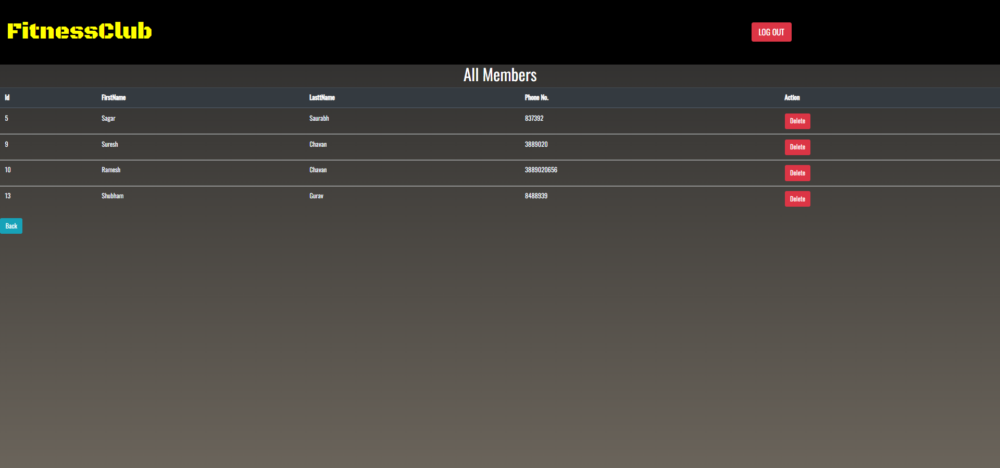 FitnessClub LOG OUT
All Members
Id FirstName LasttName Phone No. Action
5 Sagar Saurabh 837392 Delete
9 Suresh Chavan 3889020 Delete
10 Ramesh Chavan 3889020656 Delete
13 Shubham Gurav 8488939 Delete
Back